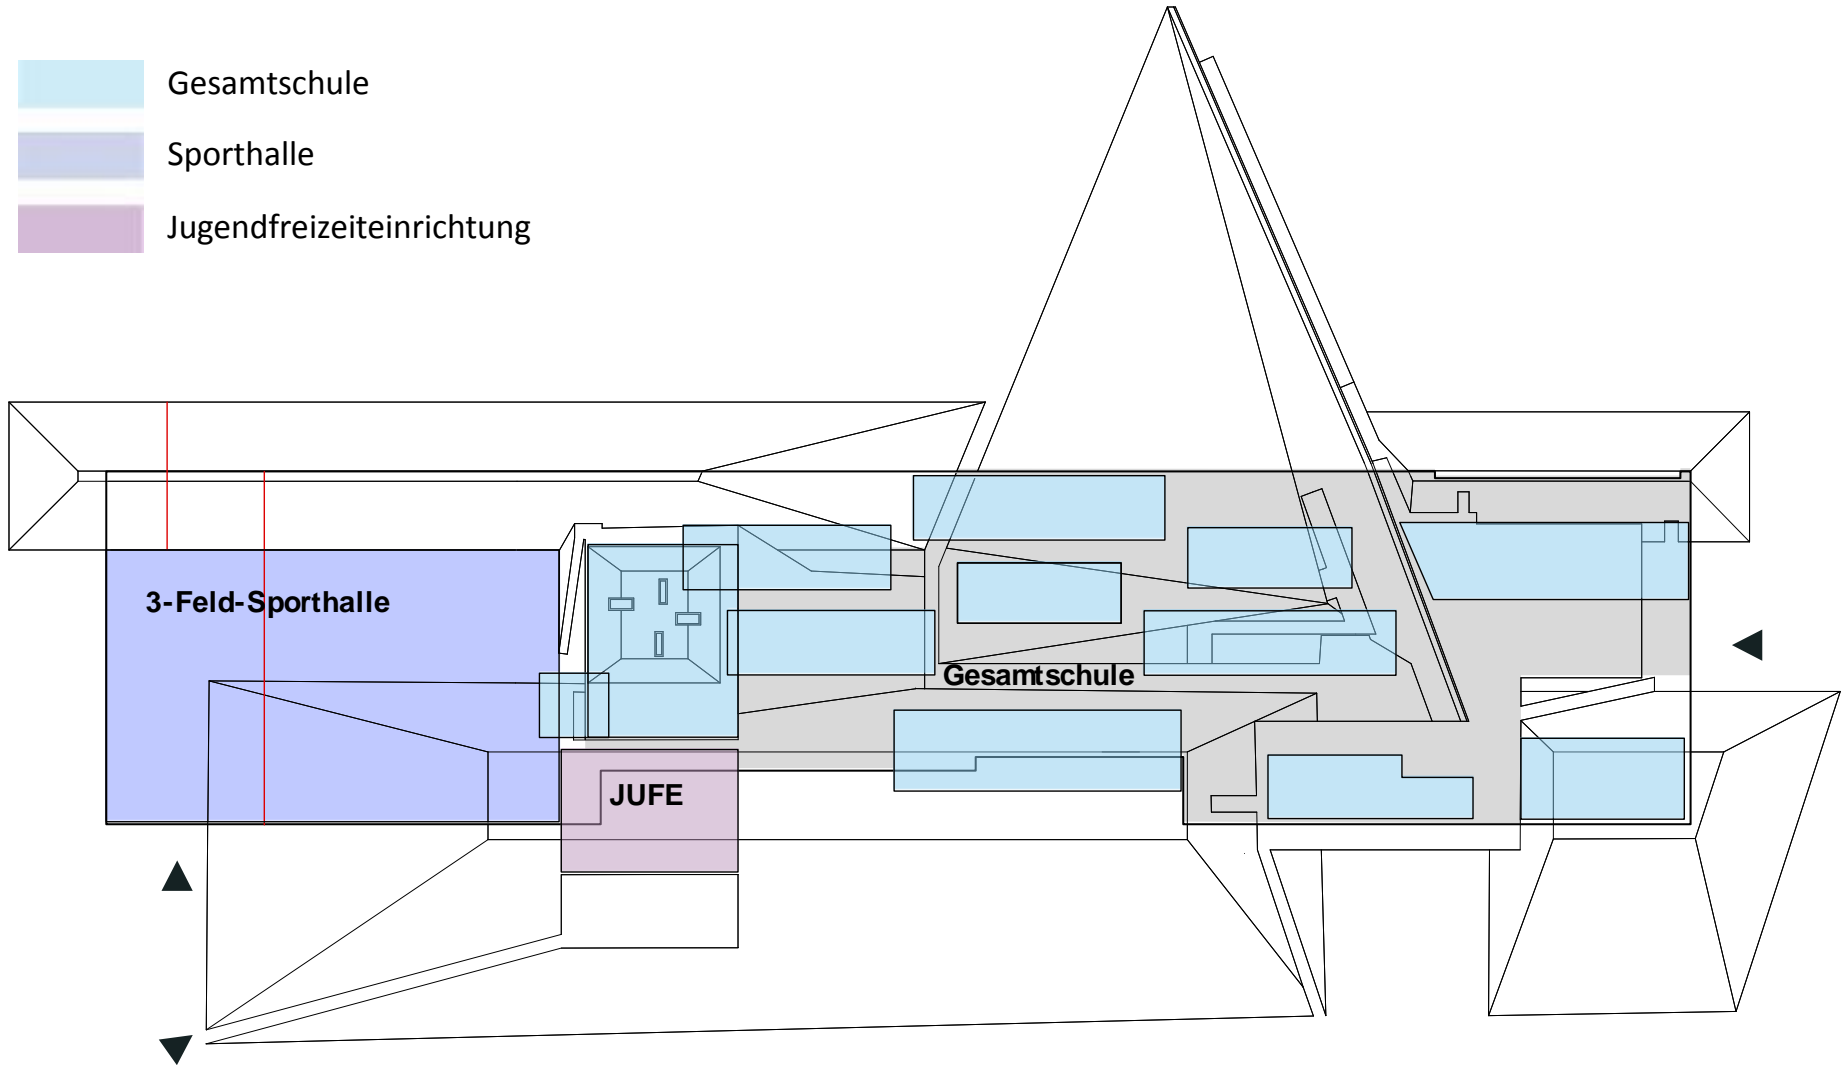 Gesamtschule
Sporthalle
Jugendfreizeiteinrichtung
3-Feld-Sporthalle
Gesamtschule
JUFE